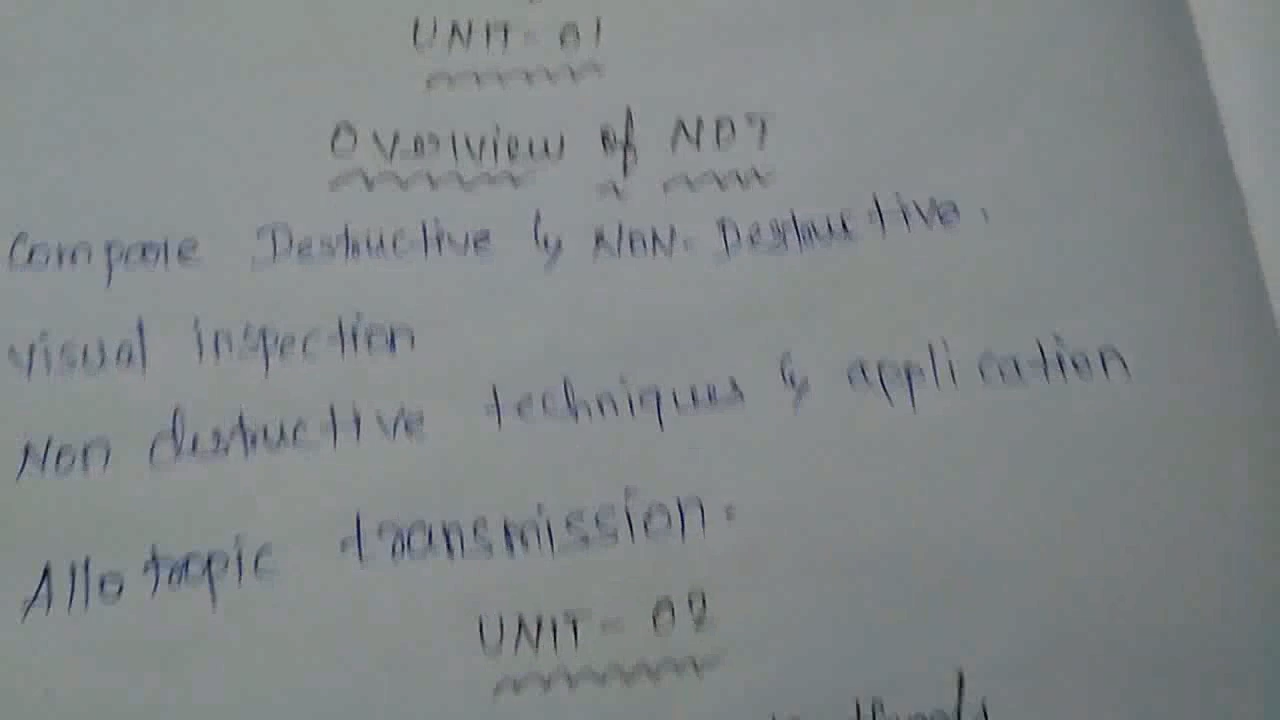 UNIT - 01
Overview of NDT
Compare Destructive & NON-Destructive.
Visual inspection
Non destructive techniques & application
Allotropic transmission.
UNIT - 02